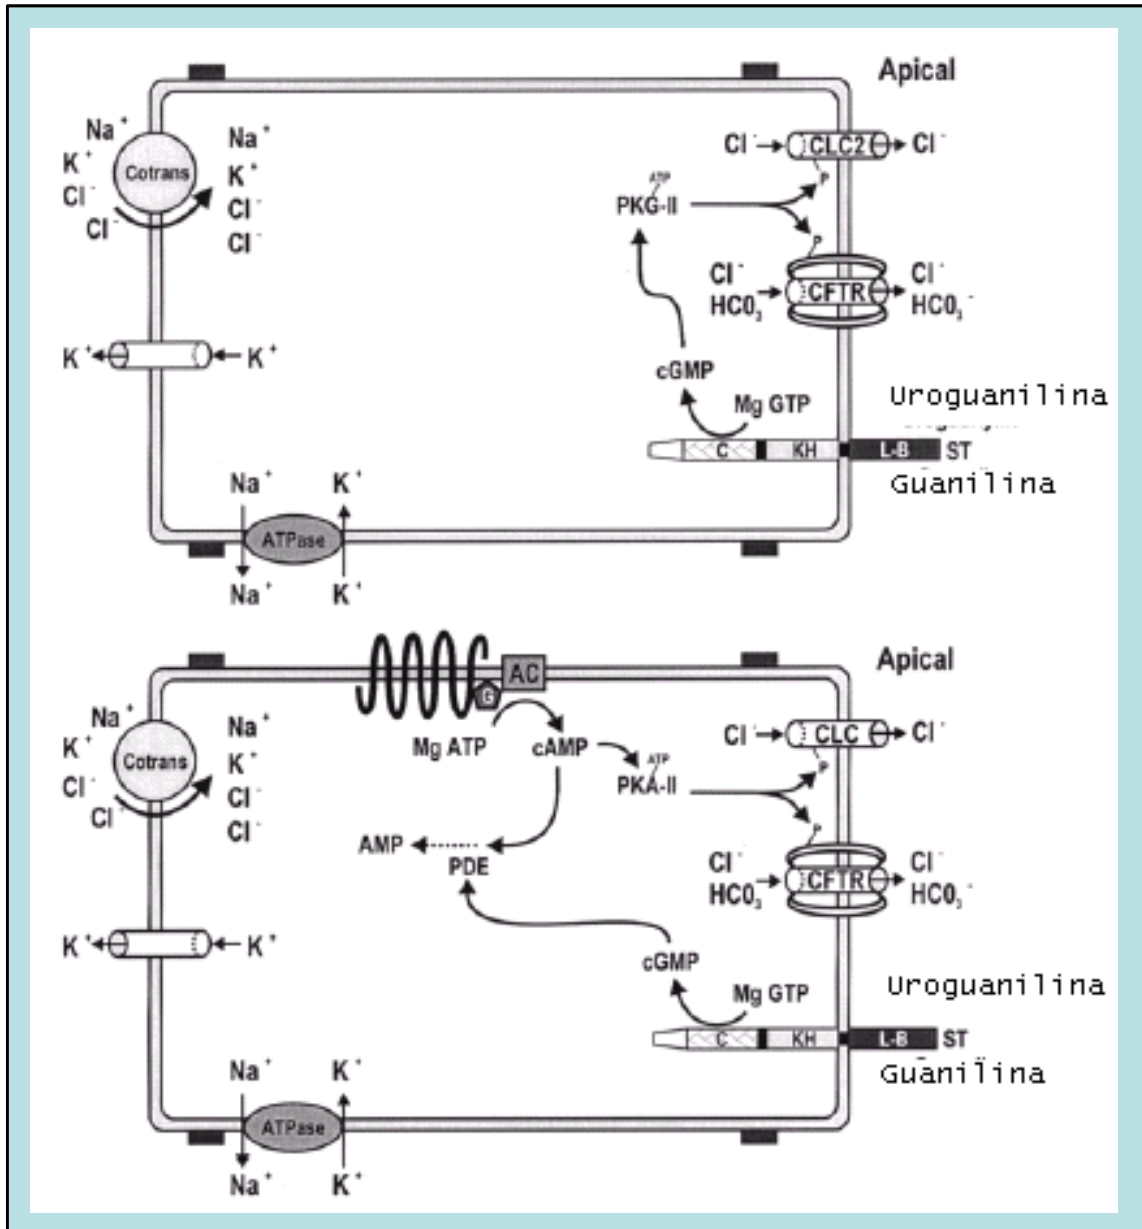 Apical
Na⁺
K⁺
Cl⁻
Cl⁻
Cotrans
Na⁺
K⁺
Cl⁻
Cl⁻
Cl⁻ CLC2 Cl⁻
P
ATP
PKG-II
P
Cl⁻
HCO₃
CFTR
Cl⁻
HCO₃⁻
K⁺ K⁺
cGMP
Mg GTP
Uroguanilina
C KH L-B ST
Guanilina
Na⁺ K⁺
ATPase
Na⁺ K⁺
Apical
AC
G
Na⁺
K⁺
Cl⁻
Cl⁻
Cotrans
Na⁺
K⁺
Cl⁻
Cl⁻
Mg ATP cAMP
ATP
PKA-II
Cl⁻ CLC Cl⁻
P
P
AMP
PDE
Cl⁻
HCO₃
CFTR
Cl⁻
HCO₃⁻
K⁺ K⁺
cGMP
Mg GTP
Uroguanilina
C KH L-B ST
Guanilina
Na⁺ K⁺
ATPase
Na⁺ K⁺